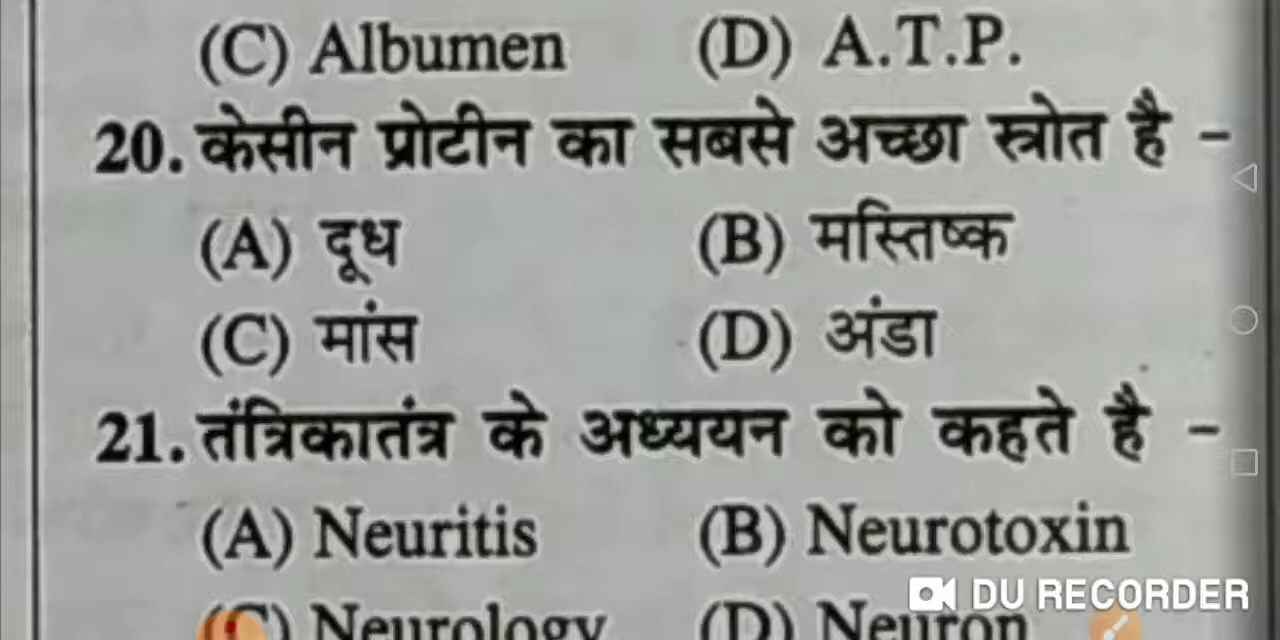 (C) Albumen (D) A.T.P.
20. केसीन प्रोटीन का सबसे अच्छा स्त्रोत है –
(A) दूध (B) मस्तिष्क
(C) मांस (D) अंडा
21. तंत्रिकातंत्र के अध्ययन को कहते है –
(A) Neuritis (B) Neurotoxin
DU RECORDER
(C) Neurology (D) Neuron